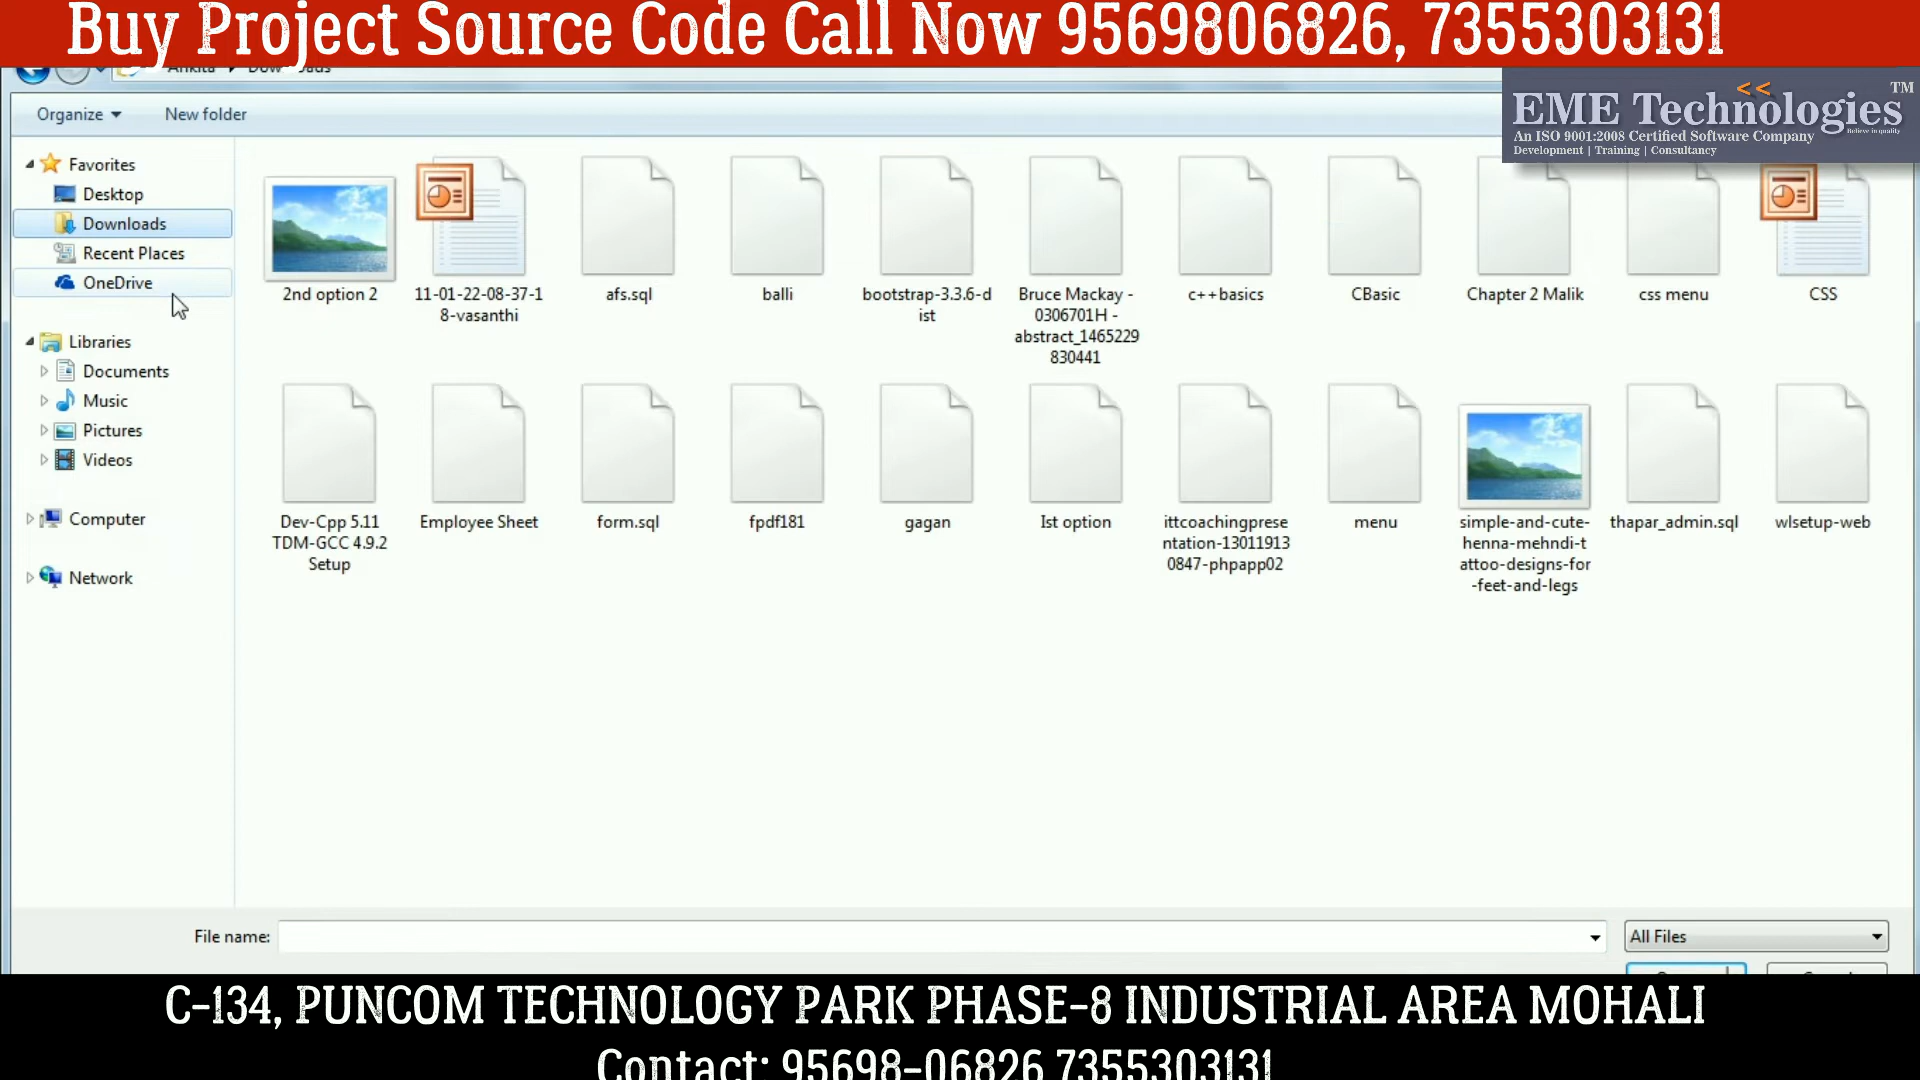 Buy Project Source Code Call Now 9569806826, 7355303131
Ankita ▸ Downloads
<<
EME Technologies™
An ISO 9001:2008 Certified Software Company
Believe in quality
Development | Training | Consultancy
Organize
New folder
Favorites
Desktop
Downloads
Recent Places
OneDrive
Libraries
Documents
Music
Pictures
Videos
Computer
Network
2nd option 2
11-01-22-08-37-1
8-vasanthi
afs.sql
balli
bootstrap-3.3.6-d
ist
Bruce Mackay -
0306701H -
abstract_1465229
830441
c++basics
CBasic
Chapter 2 Malik
css menu
CSS
Dev-Cpp 5.11
TDM-GCC 4.9.2
Setup
Employee Sheet
form.sql
fpdf181
gagan
Ist option
ittcoachingprese
ntation-13011913
0847-phpapp02
menu
simple-and-cute-
henna-mehndi-t
attoo-designs-for
-feet-and-legs
thapar_admin.sql
wlsetup-web
File name:
All Files
C-134, PUNCOM TECHNOLOGY PARK PHASE-8 INDUSTRIAL AREA MOHALI
Contact: 95698-06826 7355303131